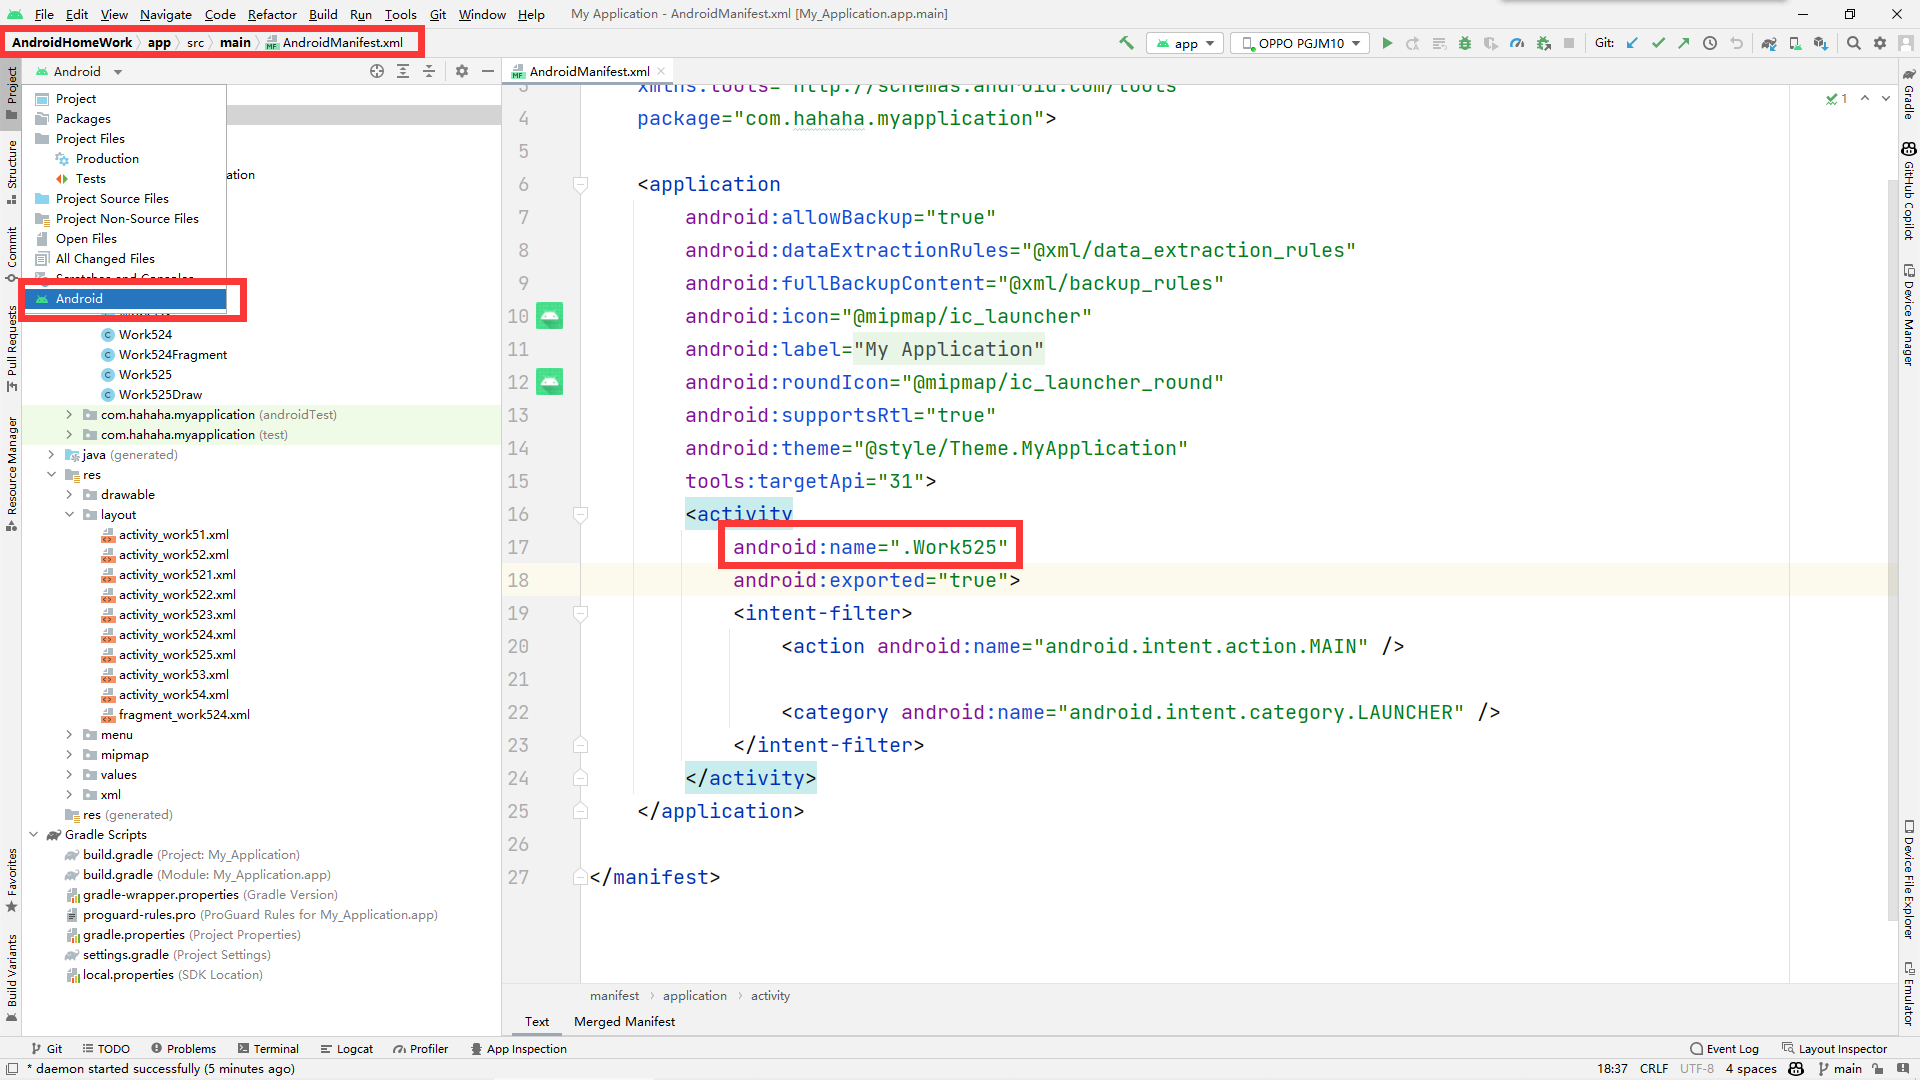 File Edit View Navigate Code Refactor Build Run Tools Git Window Help My Application - AndroidManifest.xml [My_Application.app.main]
AndroidHomeWork app src main AndroidManifest.xml app OPPO PGJM10 Git:
Project
Structure
Commit
Pull Requests
Resource Manager
Favorites
Build Variants
Android
Project
Packages
Project Files
Production
Tests
Project Source Files
Project Non-Source Files
Open Files
All Changed Files
Scratches and Consoles
Android
ation
Work524
Work524Fragment
Work525
Work525Draw
com.hahaha.myapplication (androidTest)
com.hahaha.myapplication (test)
java (generated)
res
drawable
layout
activity_work51.xml
activity_work52.xml
activity_work521.xml
activity_work522.xml
activity_work523.xml
activity_work524.xml
activity_work525.xml
activity_work53.xml
activity_work54.xml
fragment_work524.xml
menu
mipmap
values
xml
res (generated)
Gradle Scripts
build.gradle (Project: My_Application)
build.gradle (Module: My_Application.app)
gradle-wrapper.properties (Gradle Version)
proguard-rules.pro (ProGuard Rules for My_Application.app)
gradle.properties (Project Properties)
settings.gradle (Project Settings)
local.properties (SDK Location)
AndroidManifest.xml
1
3 xmlns:tools="http://schemas.android.com/tools"
4 package="com.hahaha.myapplication">
5
6 <application
7 android:allowBackup="true"
8 android:dataExtractionRules="@xml/data_extraction_rules"
9 android:fullBackupContent="@xml/backup_rules"
10 android:icon="@mipmap/ic_launcher"
11 android:label="My Application"
12 android:roundIcon="@mipmap/ic_launcher_round"
13 android:supportsRtl="true"
14 android:theme="@style/Theme.MyApplication"
15 tools:targetApi="31">
16 <activity
17 android:name=".Work525"
18 android:exported="true">
19 <intent-filter>
20 <action android:name="android.intent.action.MAIN" />
21
22 <category android:name="android.intent.category.LAUNCHER" />
23 </intent-filter>
24 </activity>
25 </application>
26
27 </manifest>
manifest application activity
Text Merged Manifest
Gradle
GitHub Copilot
Device Manager
Device File Explorer
Emulator
Git TODO Problems Terminal Logcat Profiler App Inspection Event Log Layout Inspector
* daemon started successfully (5 minutes ago) 18:37 CRLF UTF-8 4 spaces main